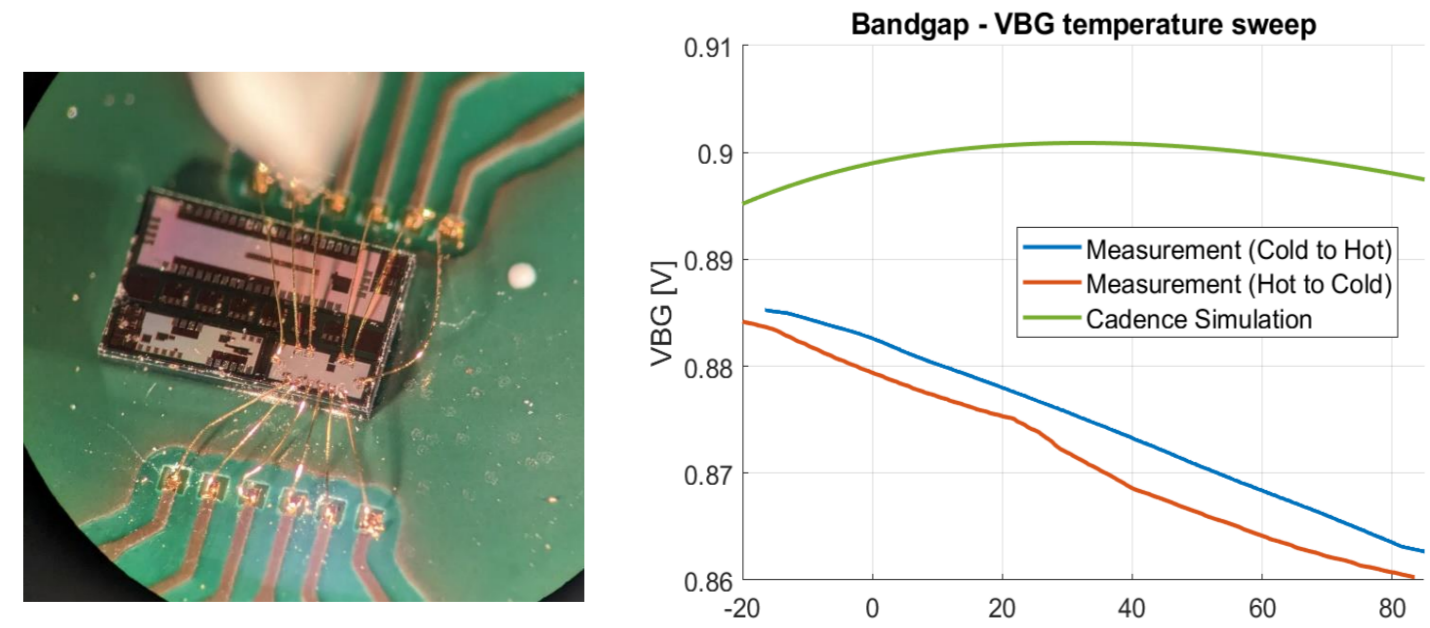 Bandgap - VBG temperature sweep
0.91
0.9
0.89
0.88
0.87
0.86
VBG [V]
Measurement (Cold to Hot)
Measurement (Hot to Cold)
Cadence Simulation
-20 0 20 40 60 80